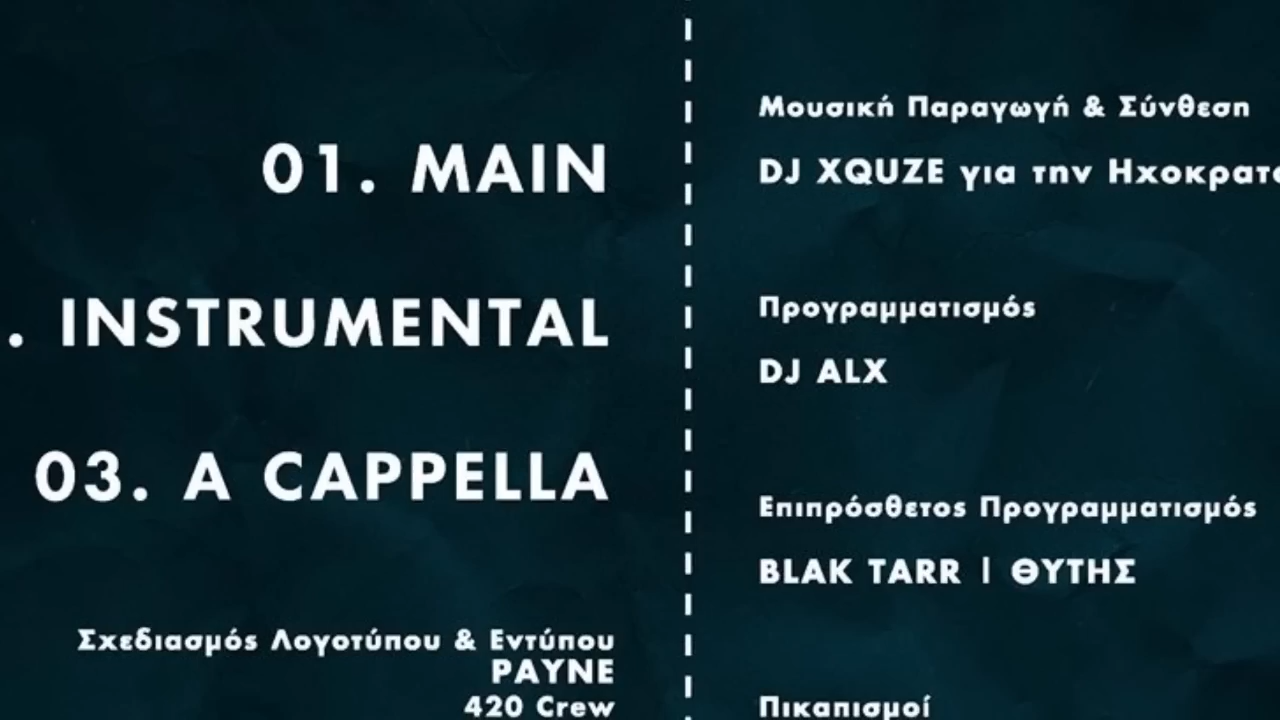 01. MAIN
. INSTRUMENTAL
03. A CAPPELLA
Σχεδιασμός Λογοτύπου & Εντύπου
PAYNE
420 Crew
Μουσική Παραγωγή & Σύνθεση
DJ XQUZE για την
Προγραμματισμός
DJ ALX
Επιπρόσθετος Προγραμματισμός
BLAK TARR | ΘΥΤΗΣ
Πικαπισμοί